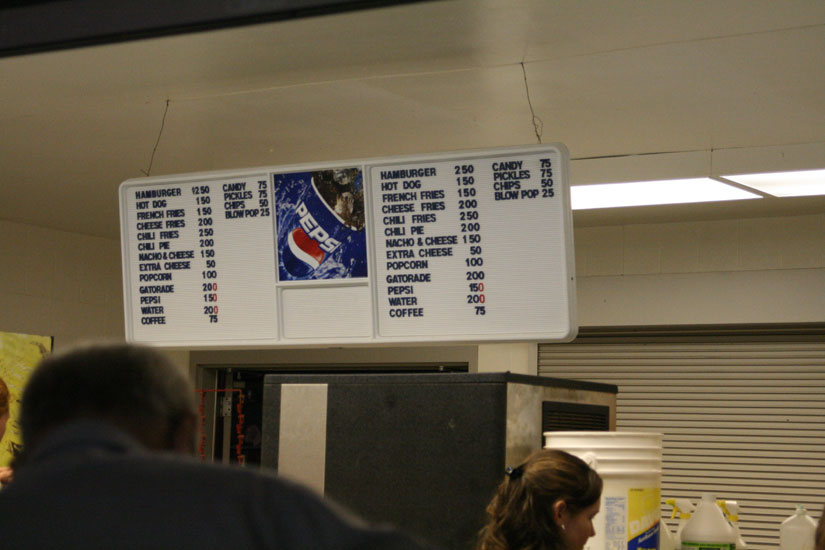 HAMBURGER 1250
HOT DOG 150
FRENCH FRIES 150
CHEESE FRIES 200
CHILI FRIES 250
CHILI PIE 200
NACHO & CHEESE 150
EXTRA CHEESE 50
POPCORN 100
GATORADE 200
PEPSI 150
WATER 200
COFFEE 75
CANDY 75
PICKLES 75
CHIPS 50
BLOW POP 25
PEPSI
HAMBURGER 250
HOT DOG 150
FRENCH FRIES 150
CHEESE FRIES 200
CHILI FRIES 250
CHILI PIE 200
NACHO & CHEESE 150
EXTRA CHEESE 50
POPCORN 100
GATORADE 200
PEPSI 150
WATER 200
COFFEE 75
CANDY 75
PICKLES 75
CHIPS 50
BLOW POP 25